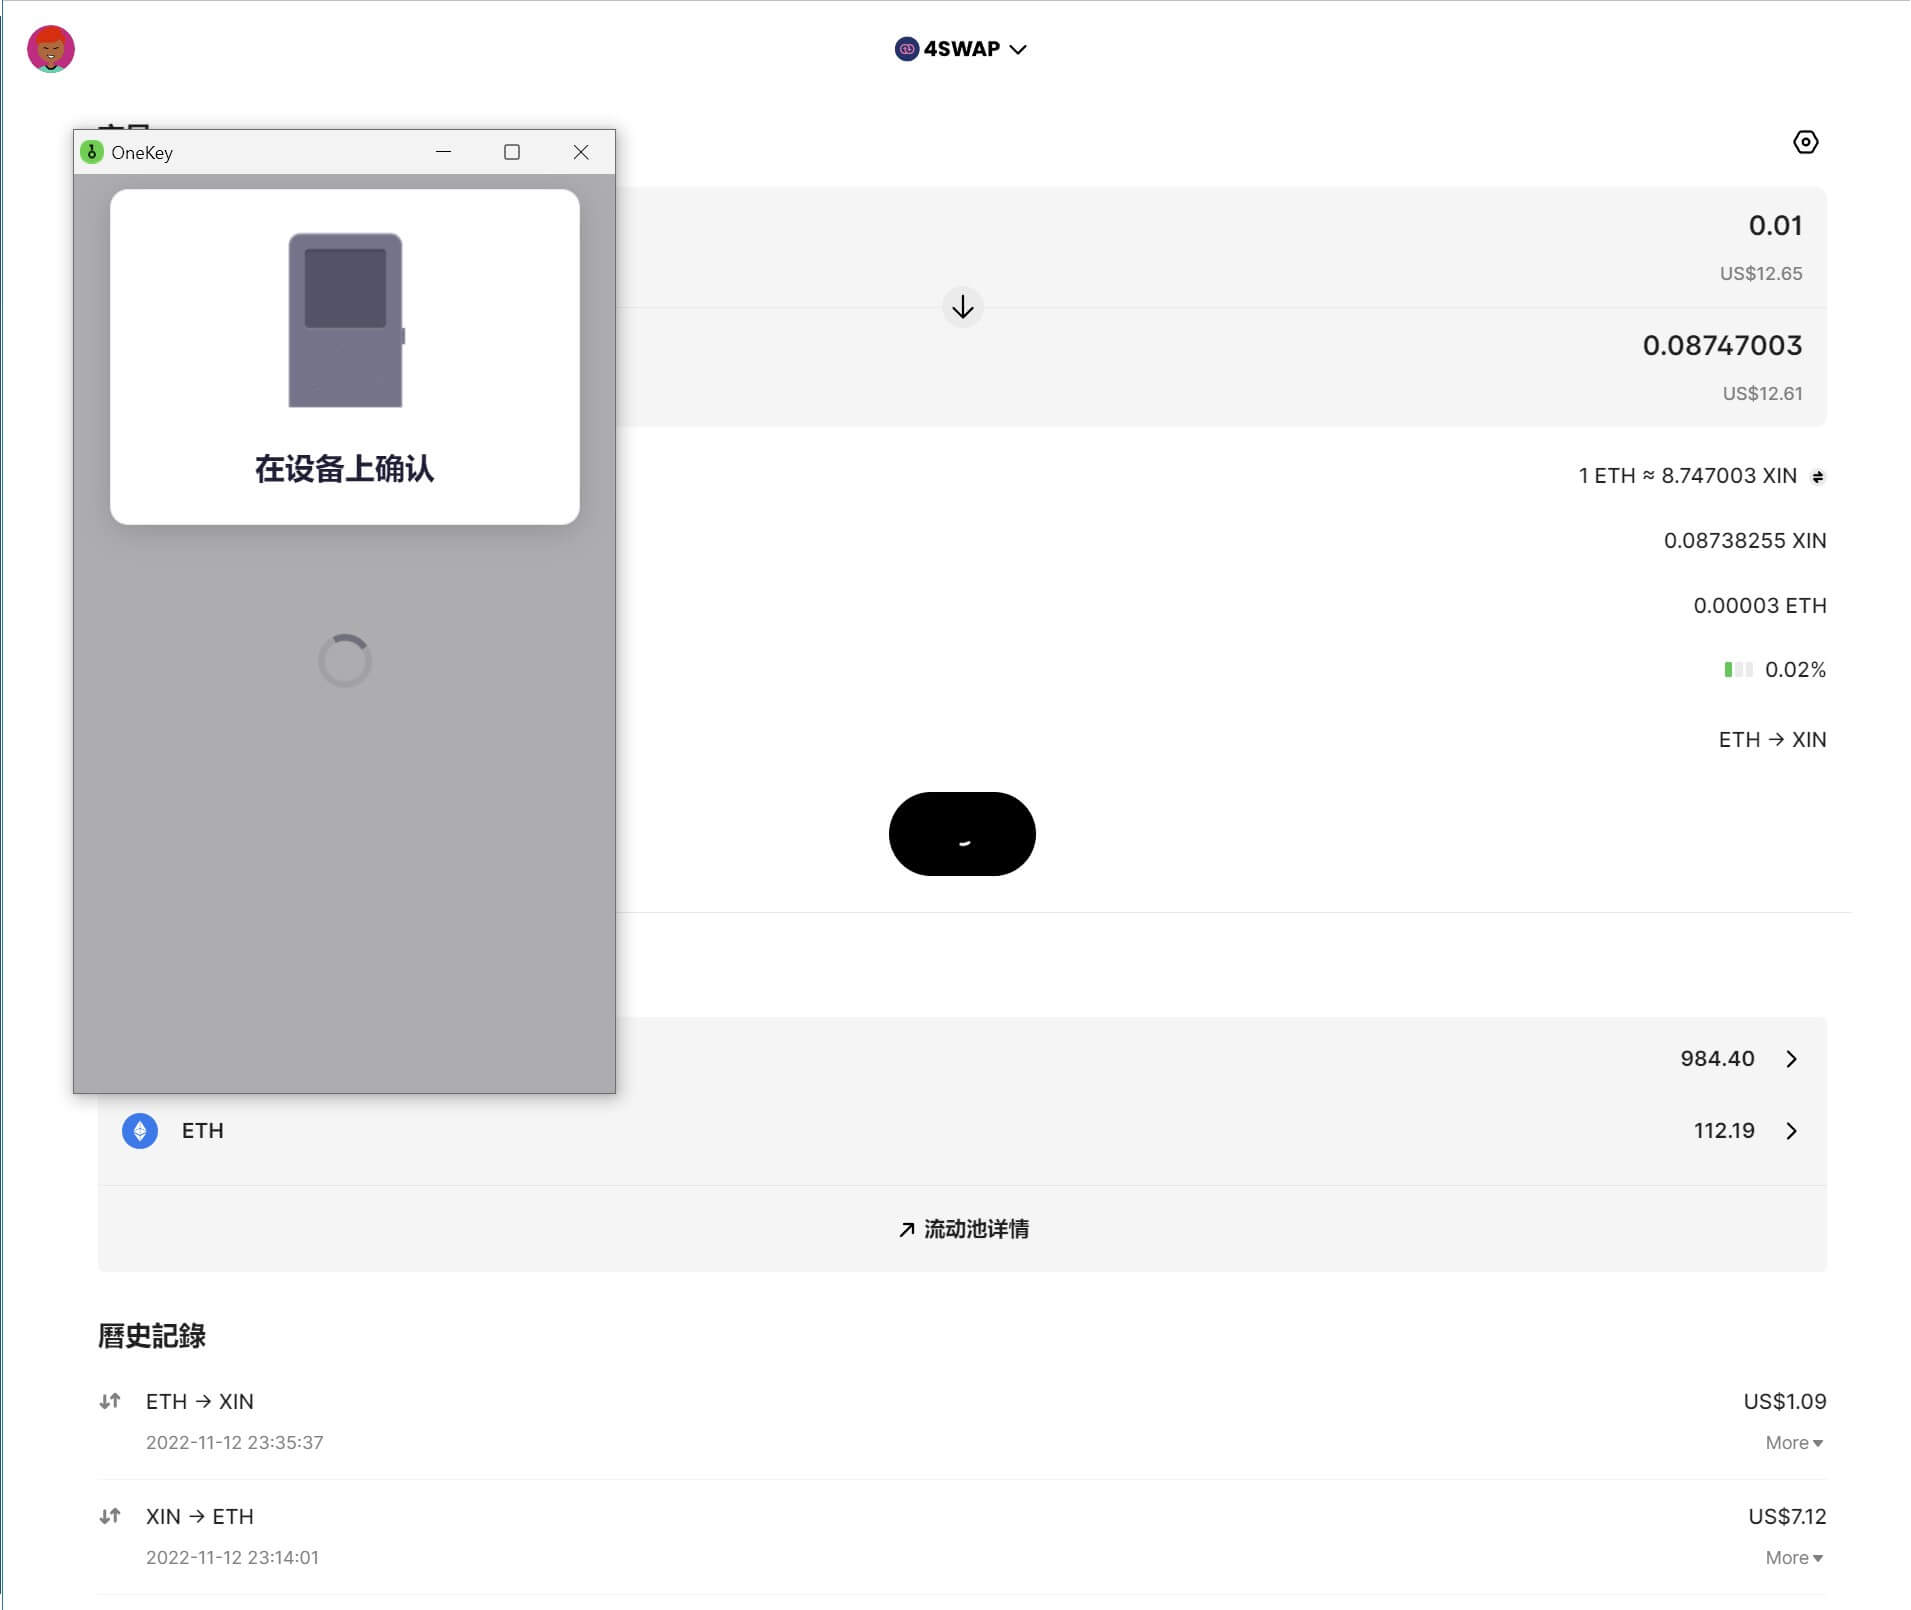 4SWAP
OneKey
在设备上确认
0.01
US$12.65
0.08747003
US$12.61
1 ETH ≈ 8.747003 XIN
0.08738255 XIN
0.00003 ETH
0.02%
ETH → XIN
984.40
ETH
112.19
流动池详情
曆史記錄
ETH → XIN
US$1.09
2022-11-12 23:35:37
More
XIN → ETH
US$7.12
2022-11-12 23:14:01
More